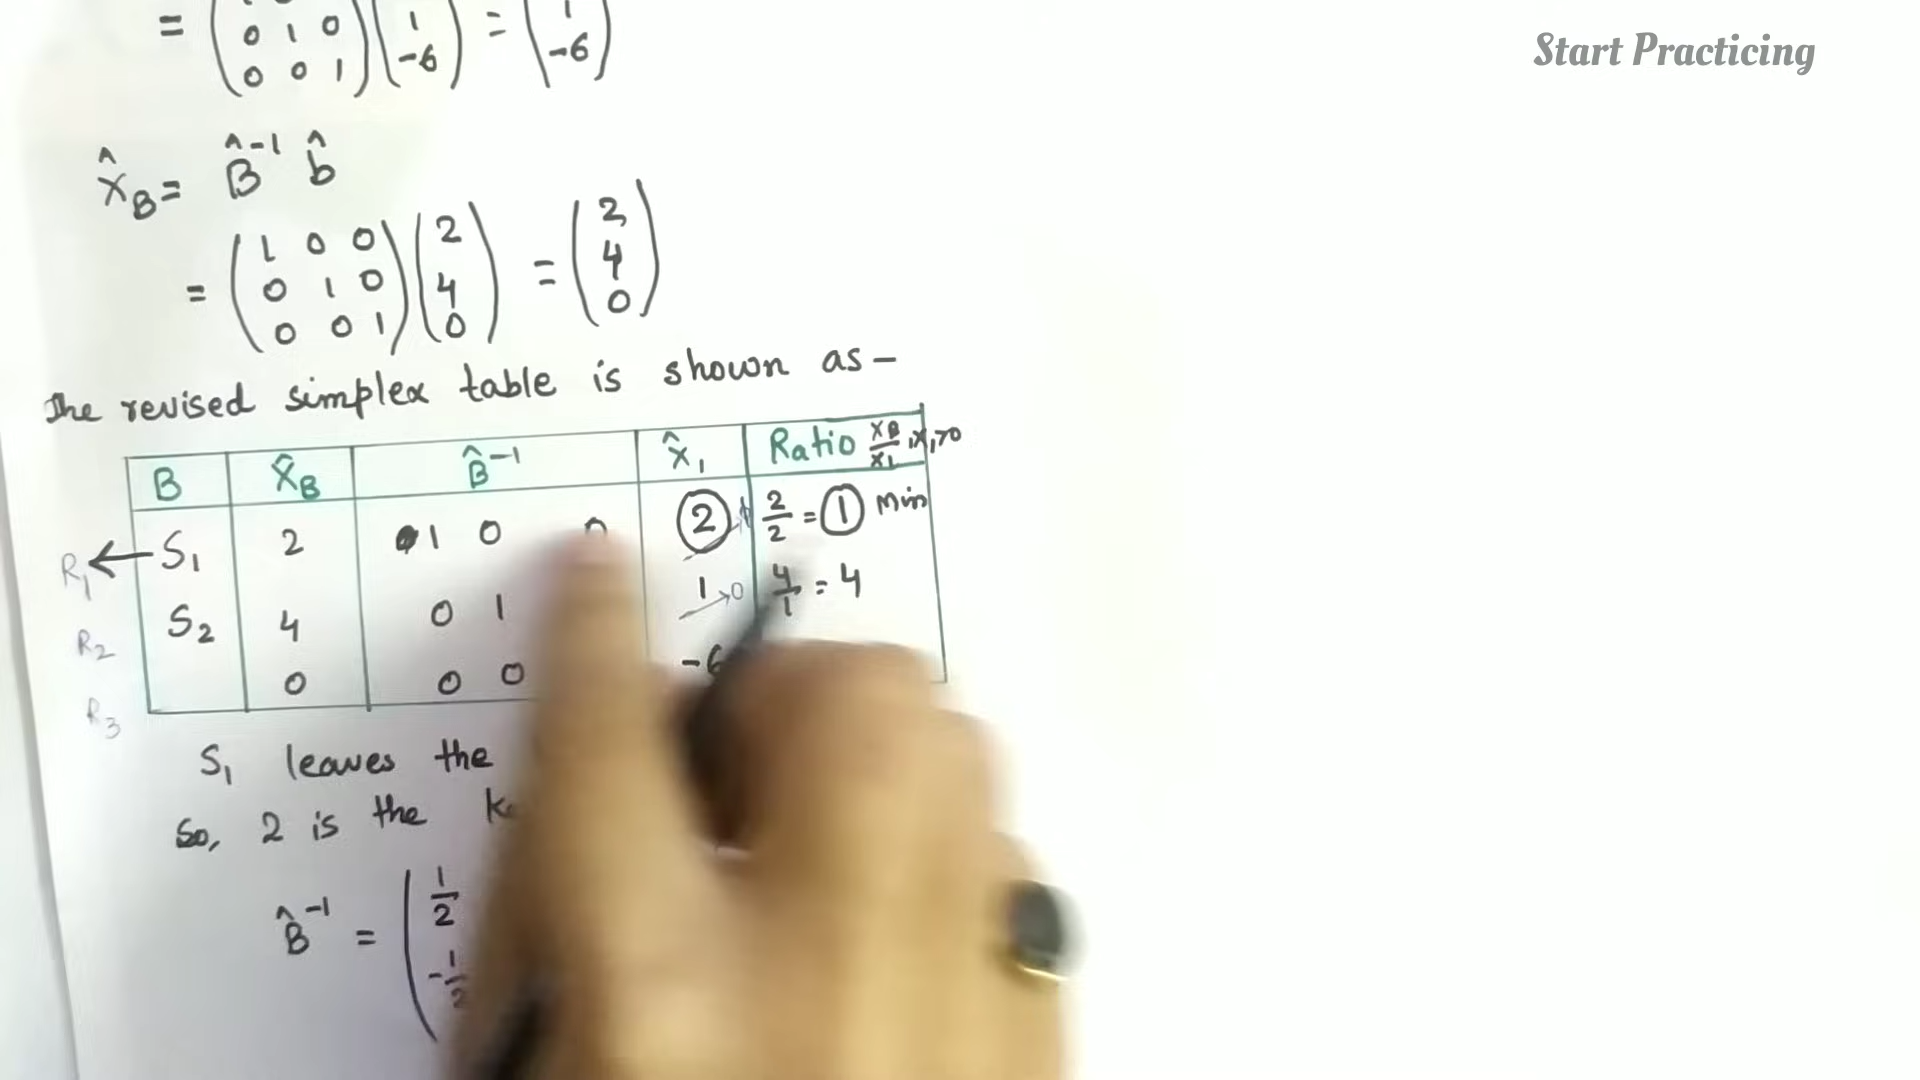 Start Practicing
= ( 0 1 0 ) ( 1 ) = ( 1 )
0 0 1 -6 -6
X̂B = B̂⁻¹ b̂
= ( 1 0 0 ) ( 2 ) = ( 2 )
0 1 0 4 4
0 0 1 0 0
The revised simplex table is shown as -
B X̂B B̂⁻¹ X̂₁ Ratio XB/X₁, X₁>0
R₁ ← S₁ 2 1 0 0 2 2/2 = 1 Min
R₂ S₂ 4 0 1 1 → 0 4/1 = 4
R₃ 0 0 0 -6
S₁ leaves the
So, 2 is the
B̂⁻¹ = ( 1/2
-1/2